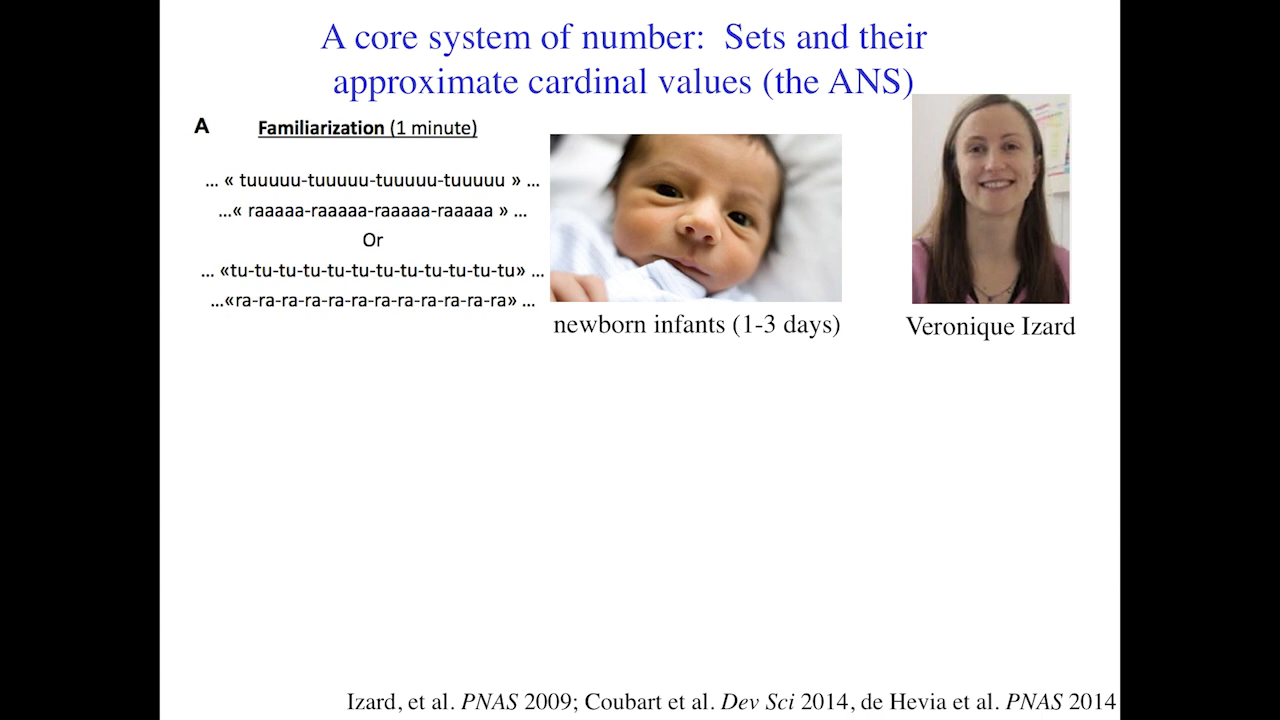 A core system of number: Sets and their
approximate cardinal values (the ANS)
A Familiarization (1 minute)
... « tuuuuu-tuuuuu-tuuuuu-tuuuuu » ...
...« raaaaa-raaaaa-raaaaa-raaaaa » ...
Or
... «tu-tu-tu-tu-tu-tu-tu-tu-tu-tu-tu-tu» ...
...«ra-ra-ra-ra-ra-ra-ra-ra-ra-ra-ra-ra» ...
newborn infants (1-3 days)
Veronique Izard
Izard, et al. PNAS 2009; Coubart et al. Dev Sci 2014, de Hevia et al. PNAS 2014